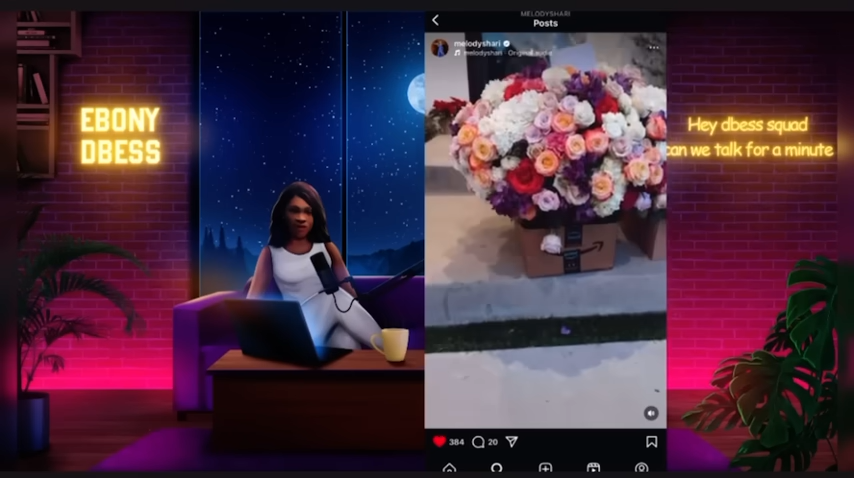 EBONY
DBESS
MELODYSHARI
Posts
melodyshari
melodyshari · Original audio
384
20
Hey dbess squad
can we talk for a minute